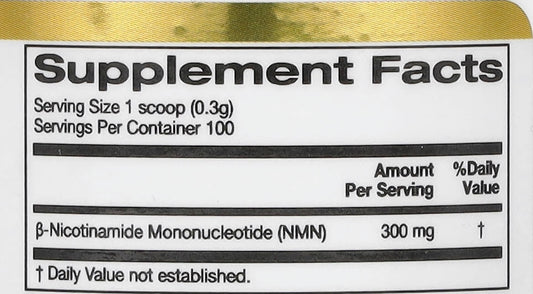 Supplement Facts
Serving Size 1 scoop (0.3g)
Servings Per Container 100
Amount Per Serving %Daily Value
β-Nicotinamide Mononucleotide (NMN) 300 mg †
† Daily Value not established.